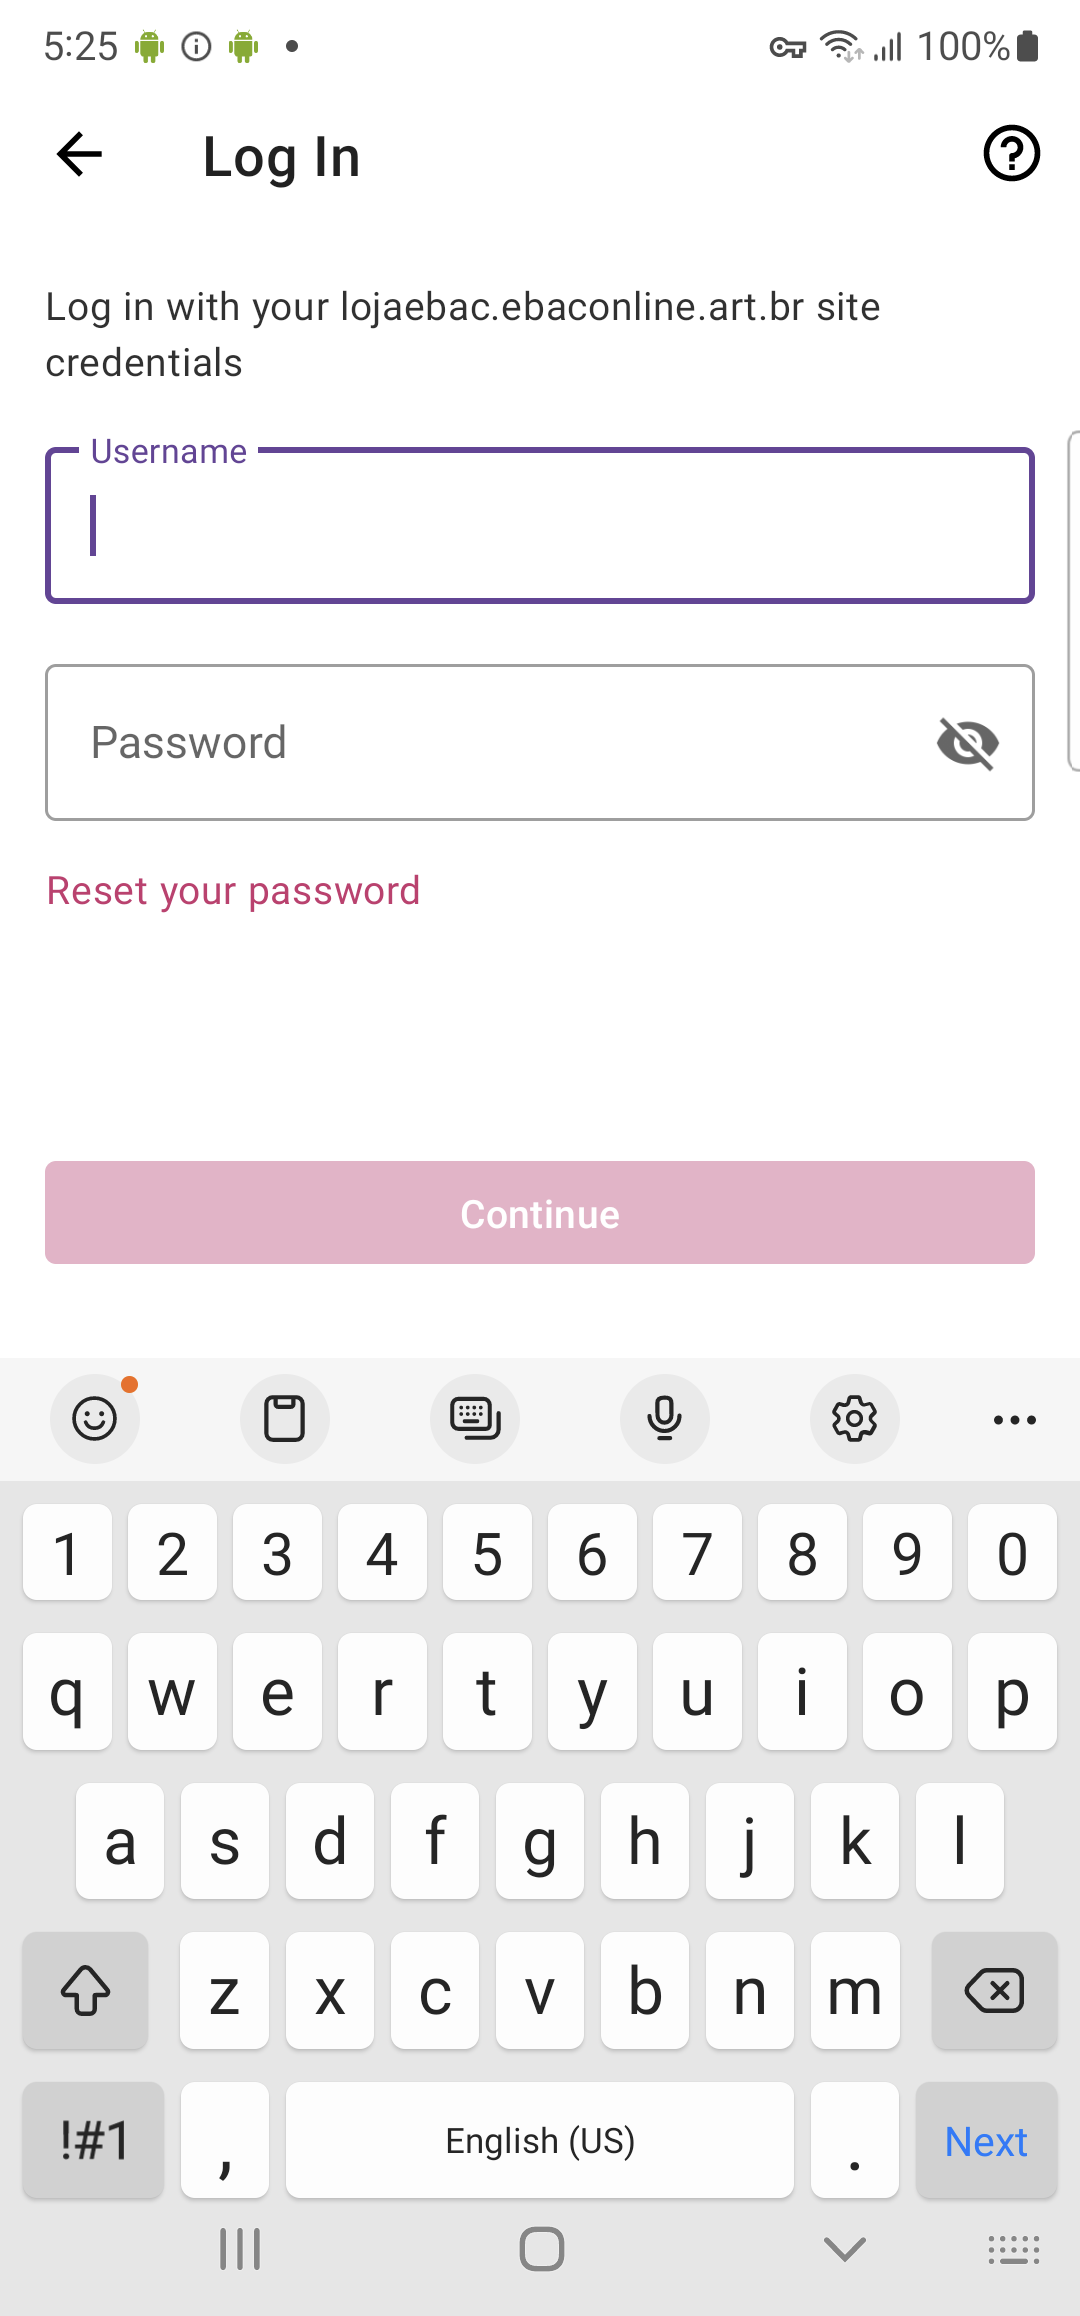 5:25
100%
Log In
Log in with your lojaebac.ebaconline.art.br site
credentials
Username
Password
Reset your password
Continue
1 2 3 4 5 6 7 8 9 0
q w e r t y u i o p
a s d f g h j k l
z x c v b n m
!#1 , English (US) . Next